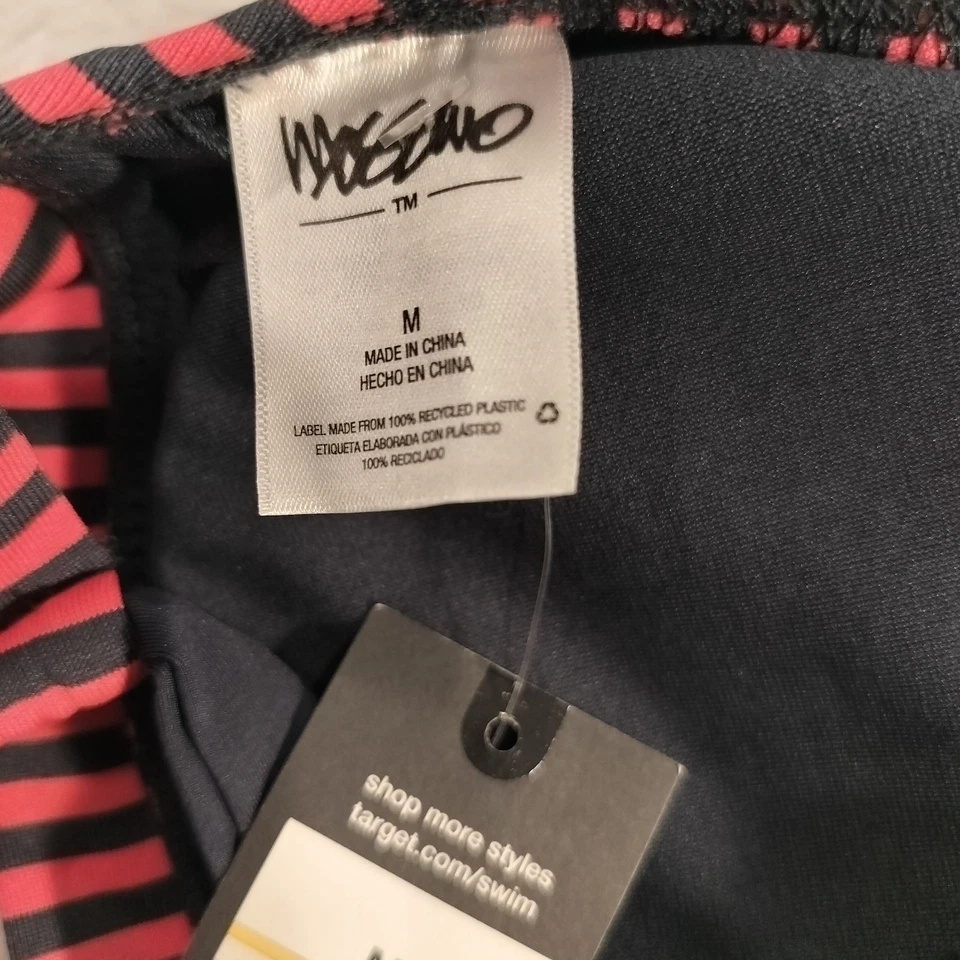 MOSSIMO
TM
M
MADE IN CHINA
HECHO EN CHINA
LABEL MADE FROM 100% RECYCLED PLASTIC
ETIQUETA ELABORADA CON PLÁSTICO
100% RECICLADO
shop more styles
target.com/swim